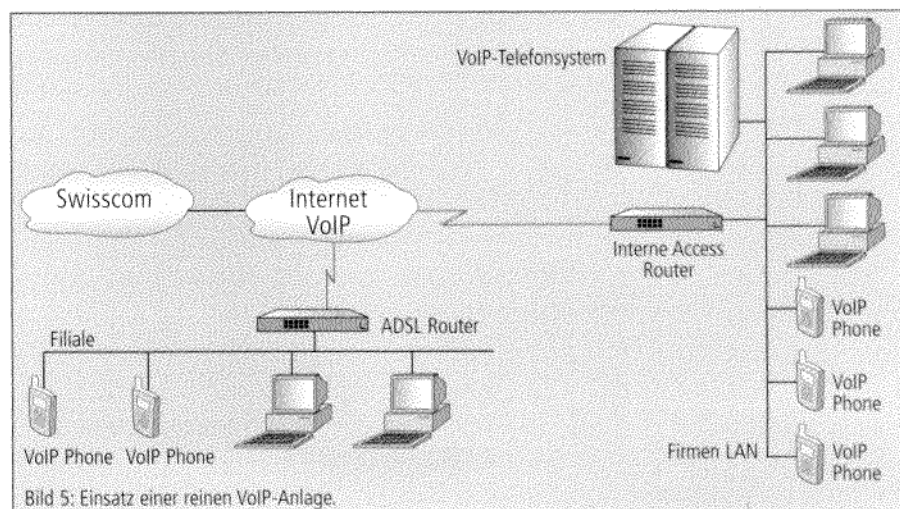 VoIP-Telefonsystem
Swisscom
Internet
VoIP
Interne Access
Router
ADSL Router
Filiale
VoIP Phone
VoIP Phone
VoIP
Phone
VoIP
Phone
VoIP
Phone
Firmen LAN
Bild 5: Einsatz einer reinen VoIP-Anlage.